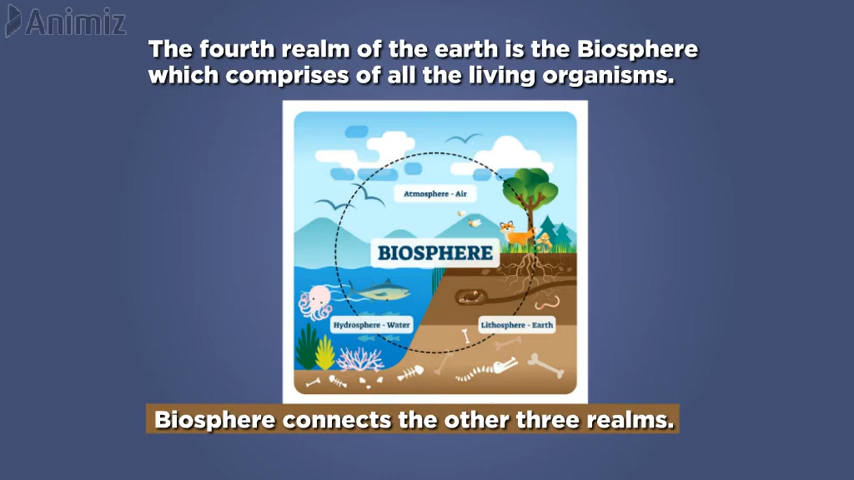 Animiz
The fourth realm of the earth is the Biosphere
which comprises of all the living organisms.
Atmosphere - Air
BIOSPHERE
Hydrosphere - Water
Lithosphere - Earth
Biosphere connects the other three realms.